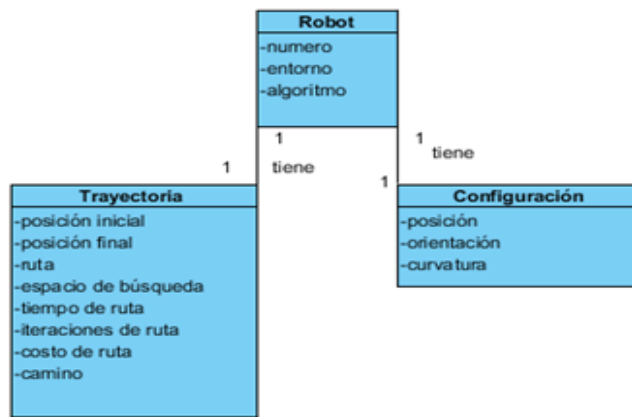 Robot
-numero
-entorno
-algoritmo
1
tiene
1
1
tiene
1
Trayectoria
-posición inicial
-posición final
-ruta
-espacio de búsqueda
-tiempo de ruta
-iteraciones de ruta
-costo de ruta
-camino
Configuración
-posición
-orientación
-curvatura